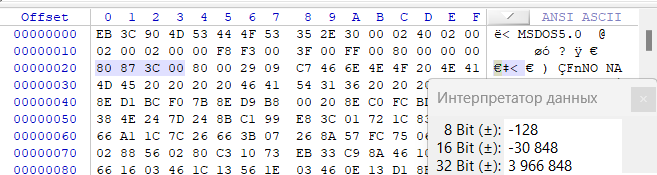 Offset 0 1 2 3 4 5 6 7 8 9 A B C D E F ANSI ASCII
00000000 EB 3C 90 4D 53 44 4F 53 35 2E 30 00 02 40 02 00 ë< MSDOS5.0 @
00000010 02 00 02 00 00 F8 F3 00 3F 00 FF 00 80 00 00 00 øó ? ÿ €
00000020 80 87 3C 00 80 00 29 09 C7 46 6E 4E 4F 20 4E 41 €‡< € ) ÇFnNO NA
00000030 4D 45 20 20 20 20 46 41 54 31 36 20 20 20
00000040 8E D1 BC F0 7B 8E D9 B8 00 20 8E C0 FC BD
00000050 38 4E 24 7D 24 8B C1 99 E8 3C 01 72 1C 83
00000060 66 A1 1C 7C 26 66 3B 07 26 8A 57 FC 75 06
00000070 02 88 56 02 80 C3 10 73 EB 33 C9 8A 46 10
00000080 66 16 03 46 1C 13 56 1E 03 46 0E 13 D1 8B
Интерпретатор данных
8 Bit (±): -128
16 Bit (±): -30 848
32 Bit (±): 3 966 848